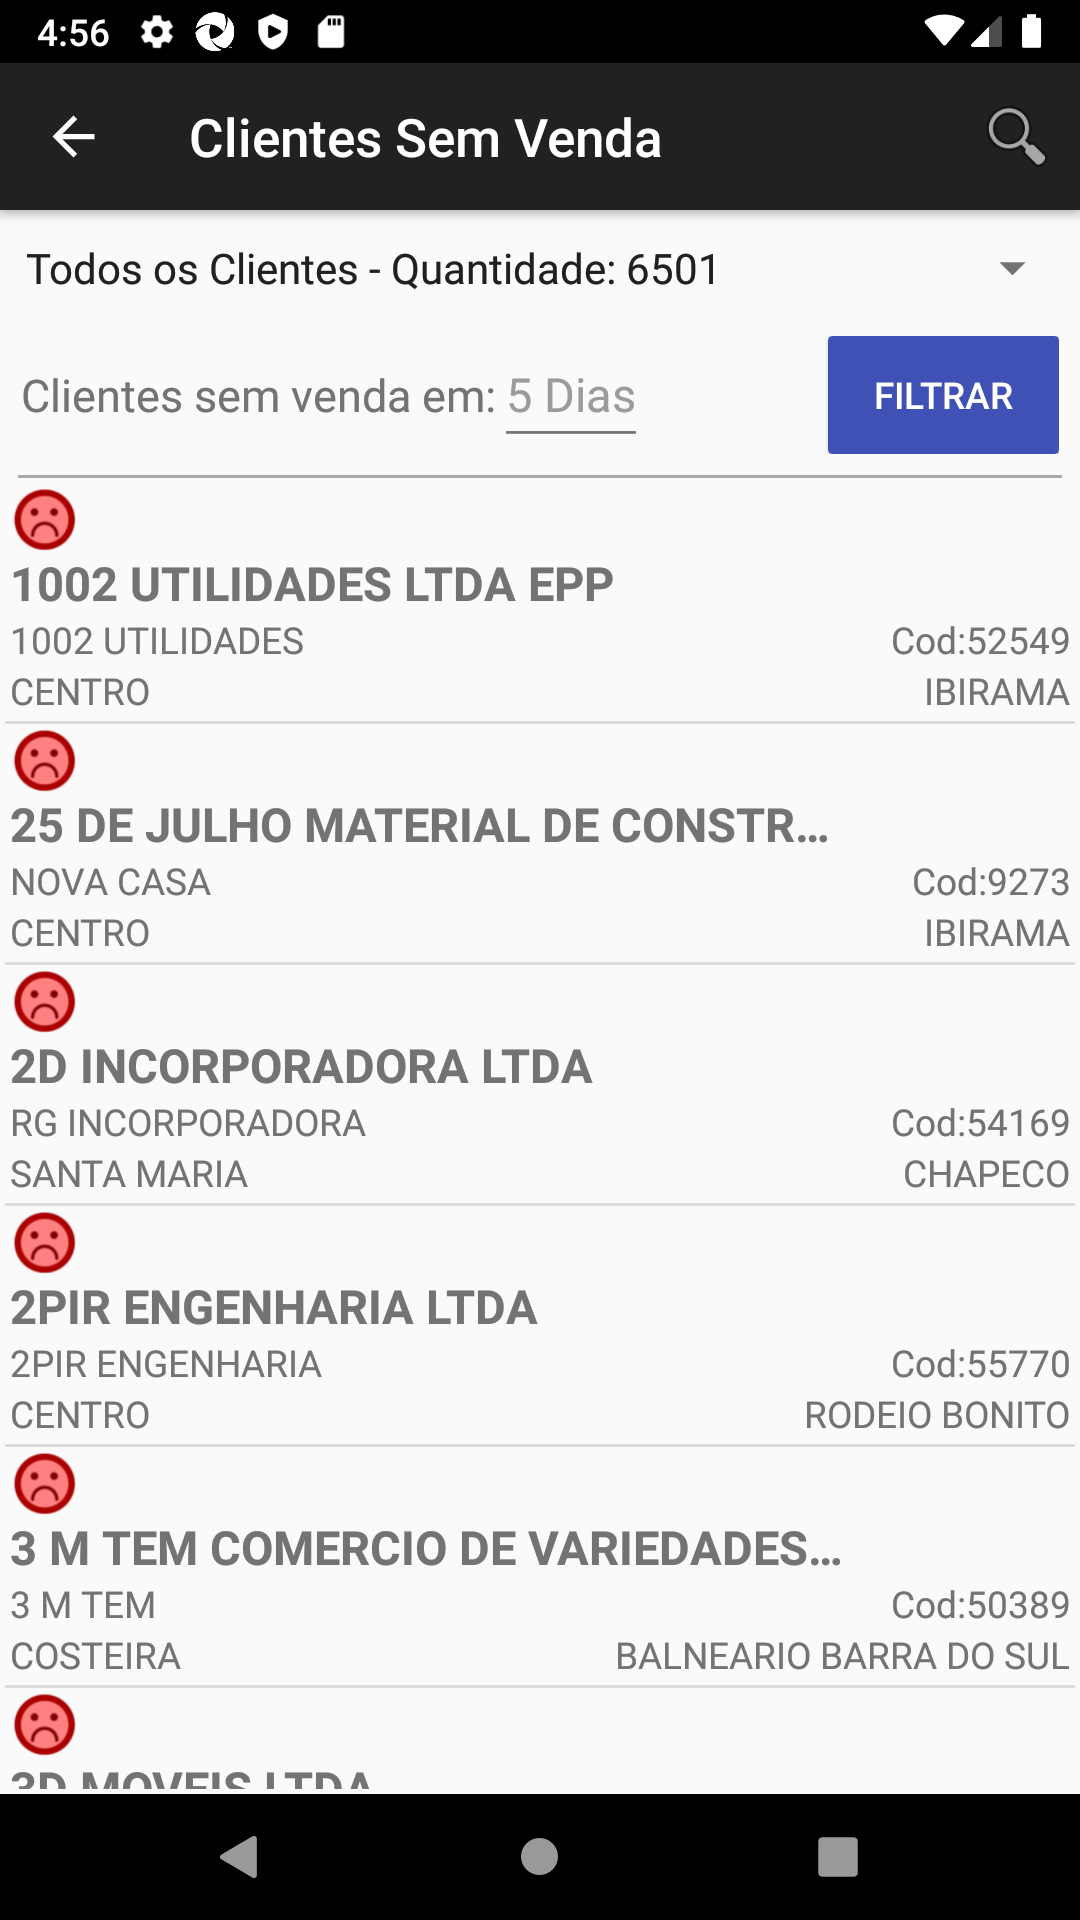 4:56
Clientes Sem Venda
Todos os Clientes - Quantidade: 6501
Clientes sem venda em: 5 Dias
FILTRAR
1002 UTILIDADES LTDA EPP
1002 UTILIDADES Cod:52549
CENTRO IBIRAMA
25 DE JULHO MATERIAL DE CONSTR...
NOVA CASA Cod:9273
CENTRO IBIRAMA
2D INCORPORADORA LTDA
RG INCORPORADORA Cod:54169
SANTA MARIA CHAPECO
2PIR ENGENHARIA LTDA
2PIR ENGENHARIA Cod:55770
CENTRO RODEIO BONITO
3 M TEM COMERCIO DE VARIEDADES...
3 M TEM Cod:50389
COSTEIRA BALNEARIO BARRA DO SUL
3D MOVEIS LTDA